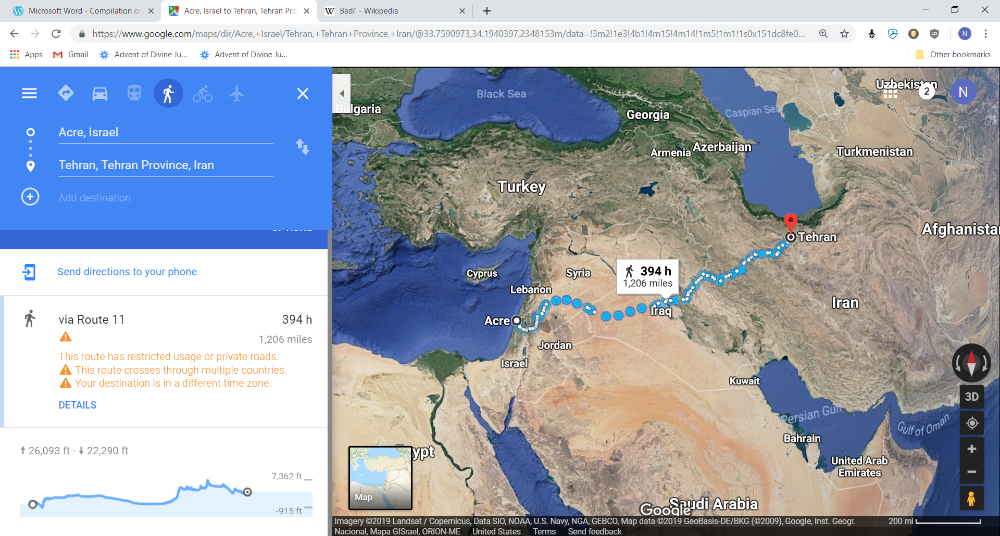 Microsoft Word - Compilation on
Acre, Israel to Tehran, Tehran Pro
W Badí' - Wikipedia
https://www.google.com/maps/dir/Acre,+Israel/Tehran,+Tehran+Province,+Iran/@33.7590973,34.1940397,2348153m/data=!3m2!1e3!4b1!4m15!4m14!1m5!1m1!1s0x151dc8fe0...
N
Apps
Gmail
Advent of Divine Ju...
Advent of Divine Ju...
Other bookmarks
Acre, Israel
Tehran, Tehran Province, Iran
Add destination
OPTIONS
Send directions to your phone
via Route 11
394 h
1,206 miles
This route has restricted usage or private roads.
This route crosses through multiple countries.
Your destination is in a different time zone.
DETAILS
26,093 ft · 22,290 ft
7,362 ft
-915 ft
Black Sea
Bulgaria
Georgia
Caspian Sea
Uzbekistan
2
N
Armenia
Azerbaijan
Turkmenistan
Turkey
Tehran
Afghanistan
Cyprus
Syria
Lebanon
394 h
1,206 miles
Iraq
Iran
Acre
Jordan
Israel
Kuwait
Persian Gulf
Gulf of Oman
Bahrain
United Arab
Emirates
ypt
Map
Saudi Arabia
Google
3D
Imagery ©2019 Landsat / Copernicus, Data SIO, NOAA, U.S. Navy, NGA, GEBCO, Map data ©2019 GeoBasis-DE/BKG (©2009), Google, Inst. Geogr.
200 mi
Nacional, Mapa GISrael, ORION-ME
United States
Terms
Send feedback